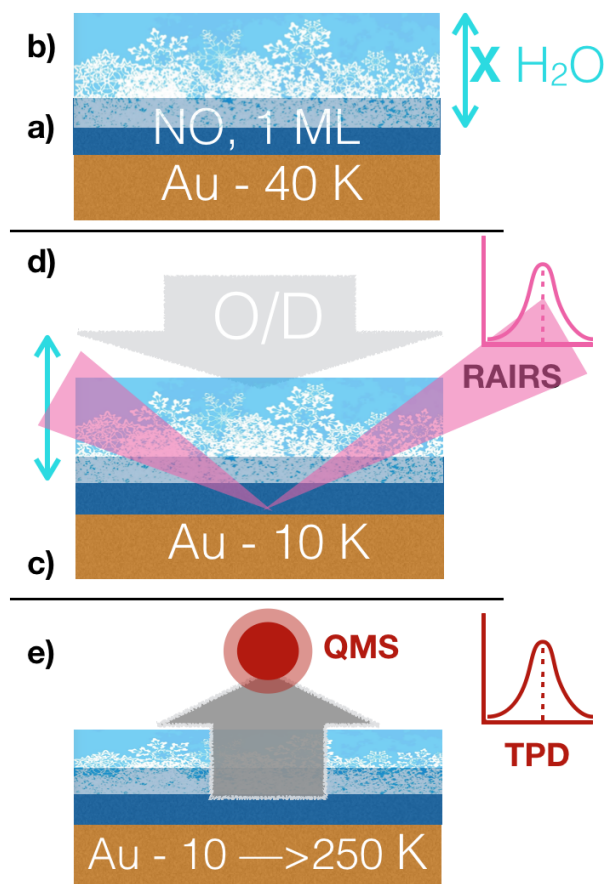 b)
X H₂O
a)
NO, 1 ML
Au - 40 K
d)
O/D
RAIRS
Au - 10 K
c)
e)
QMS
TPD
Au - 10 —>250 K